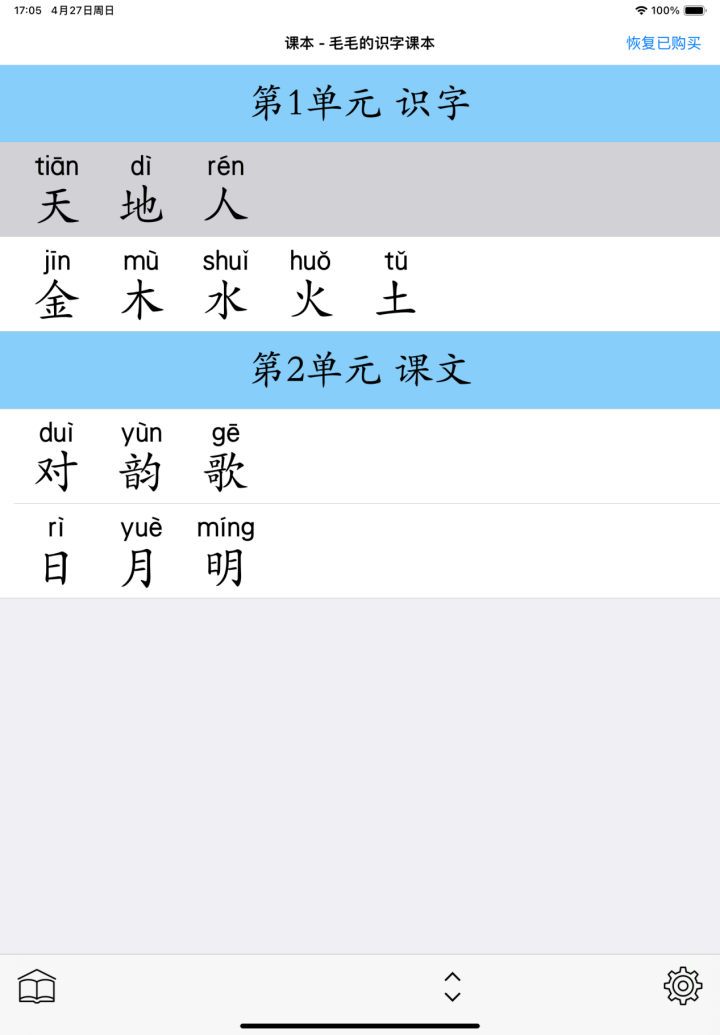 17:05 4月27日周日 100%
课本 - 毛毛的识字课本 恢复已购买
第1单元 识字
tiān dì rén
天 地 人
jīn mù shuǐ huǒ tǔ
金 木 水 火 土
第2单元 课文
duì yùn gē
对 韵 歌
rì yuè míng
日 月 明